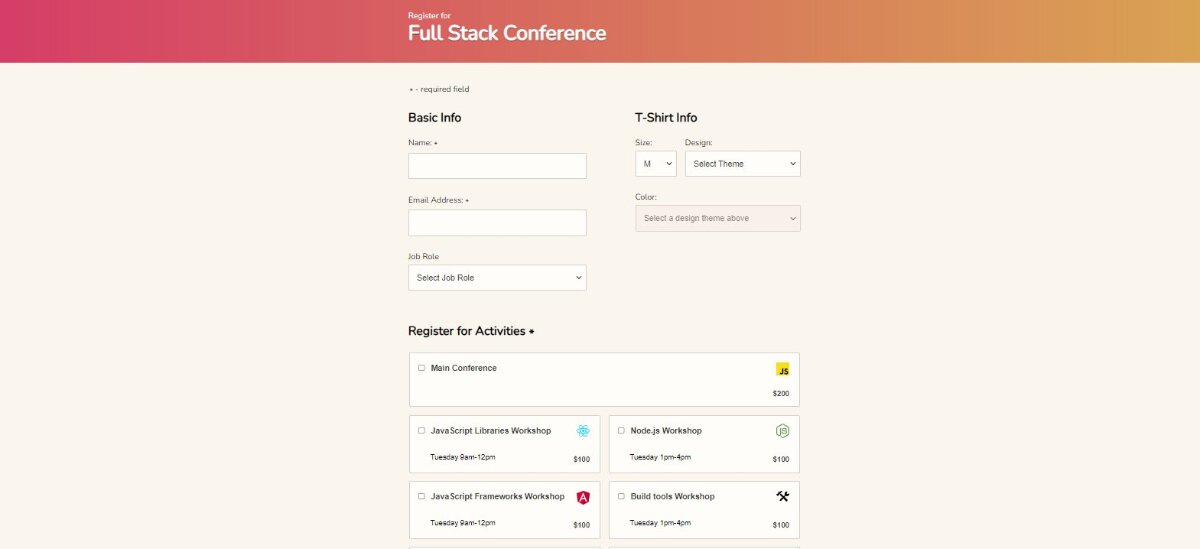 Register for
Full Stack Conference
* - required field
Basic Info
Name: *
Email Address: *
Job Role
Select Job Role
T-Shirt Info
Size:
Design:
M
Select Theme
Color:
Select a design theme above
Register for Activities *
Main Conference
JS
$200
JavaScript Libraries Workshop
Tuesday 9am-12pm
$100
Node.js Workshop
JS
Tuesday 1pm-4pm
$100
JavaScript Frameworks Workshop
A
Tuesday 9am-12pm
$100
Build tools Workshop
Tuesday 1pm-4pm
$100